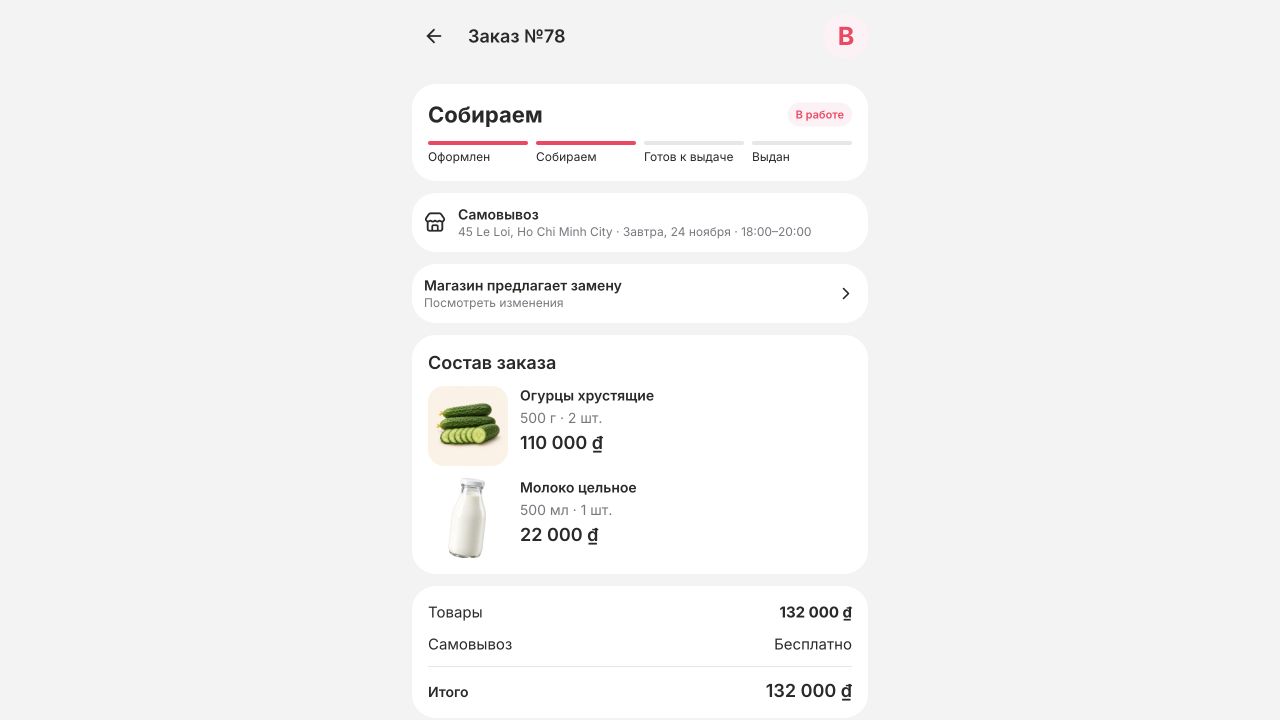 Заказ №78
B
Собираем
В работе
Оформлен
Собираем
Готов к выдаче
Выдан
Самовывоз
45 Le Loi, Ho Chi Minh City · Завтра, 24 ноября · 18:00–20:00
Магазин предлагает замену
Посмотреть изменения
Состав заказа
Огурцы хрустящие
500 г · 2 шт.
110 000 ₫
Молоко цельное
500 мл · 1 шт.
22 000 ₫
Товары 132 000 ₫
Самовывоз Бесплатно
Итого 132 000 ₫